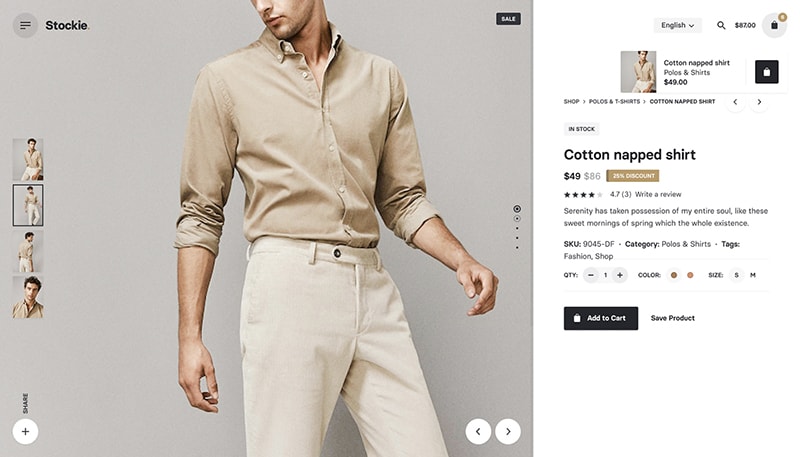 Stockie.
SALE
SHARE
English
$87.00
6
Cotton napped shirt
Polos & Shirts
$49.00
SHOP > POLOS & T-SHIRTS > COTTON NAPPED SHIRT
IN STOCK
Cotton napped shirt
$49 $86 25% DISCOUNT
4.7 (3) Write a review
Serenity has taken possession of my entire soul, like these
sweet mornings of spring which the whole existence.
SKU: 9045-DF • Category: Polos & Shirts • Tags:
Fashion, Shop
QTY: − 1 + COLOR: SIZE: S M
Add to Cart Save Product